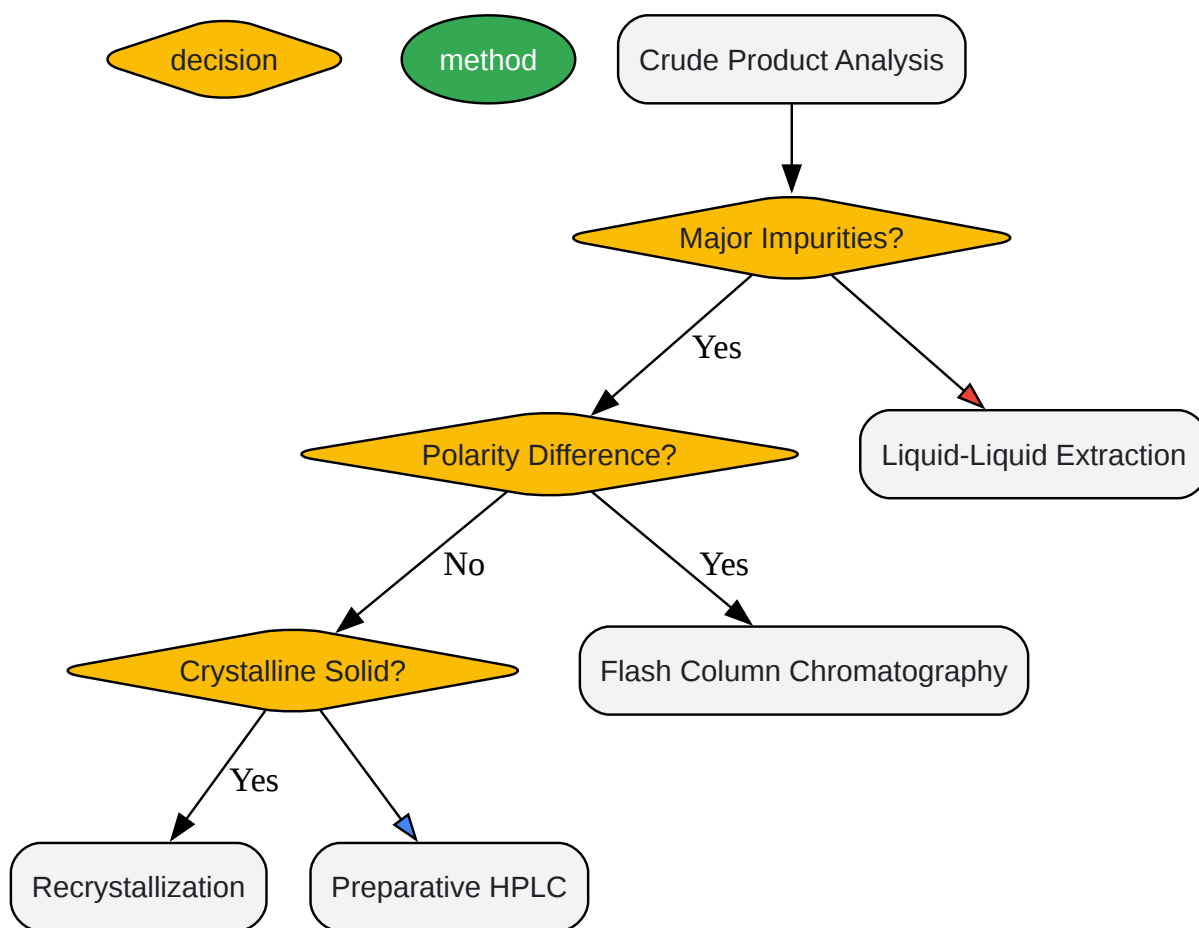 decision
method
Crude Product Analysis
Major Impurities?
Yes
Polarity Difference?
Liquid-Liquid Extraction
No
Yes
Crystalline Solid?
Flash Column Chromatography
Yes
Recrystallization
Preparative HPLC